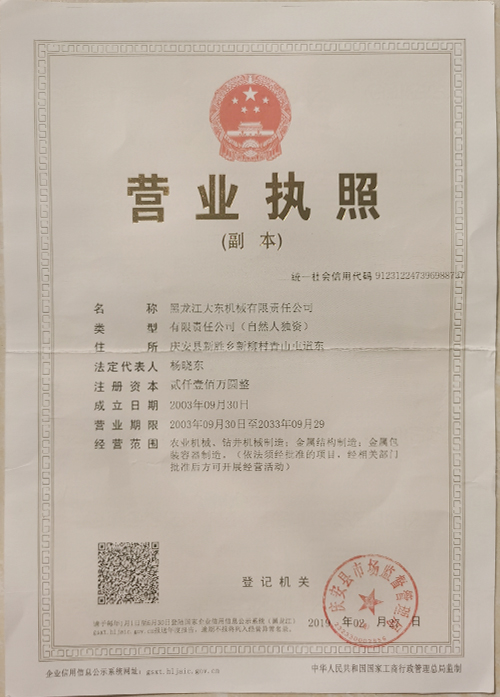 营业执照
(副 本)
统一社会信用代码 912312247396988737
名 称 黑龙江大东机械有限责任公司
类 型 有限责任公司（自然人独资）
住 所 庆安县新胜乡新榆村青山屯道东
法定代表人 杨晓东
注册资本 贰仟壹佰万圆整
成立日期 2003年09月30日
营业期限 2003年09月30日至2033年09月29
经营范围 农业机械、钻井机械制造；金属结构制造；金属包
装容器制造。（依法须经批准的项目，经相关部门
批准后方可开展经营活动）
登记机关
庆安县市场监督管理局
2019 年 02 月 27 日
企业信用信息公示系统网址：gsxt.hljaic.gov.cn
中华人民共和国国家工商行政管理总局监制